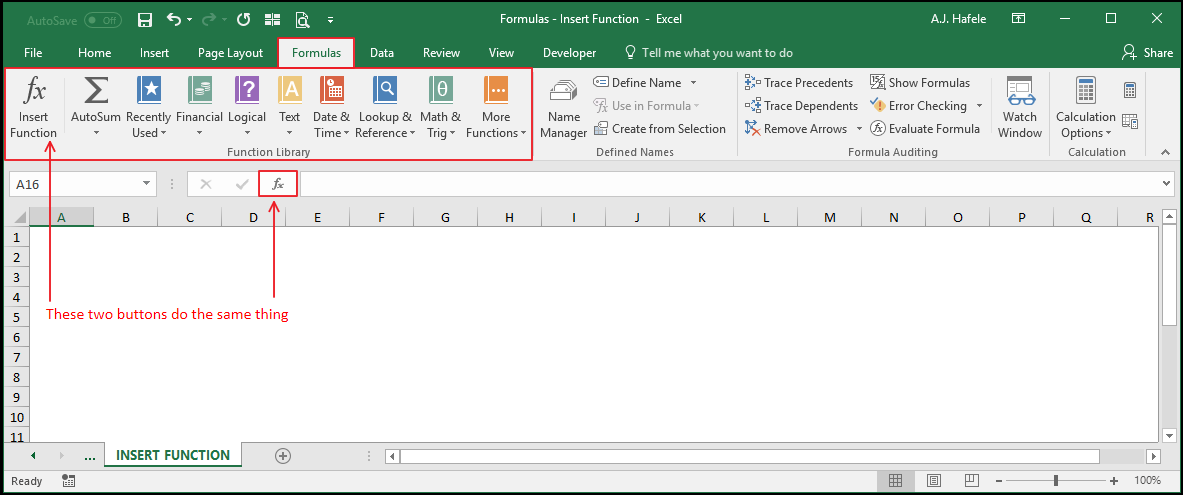 AutoSave Off Formulas - Insert Function - Excel A.J. Hafele
File Home Insert Page Layout Formulas Data Review View Developer Tell me what you want to do Share
fx Σ ? A θ
Insert Function AutoSum Recently Used Financial Logical Text Date & Time Lookup & Reference Math & Trig More Functions
Function Library
Name Manager Define Name Use in Formula Create from Selection
Defined Names
Trace Precedents Show Formulas
Trace Dependents Error Checking
Remove Arrows Evaluate Formula
Formula Auditing
Watch Window
Calculation Options
Calculation
A16 fx
A B C D E F G H I J K L M N O P Q R
1
2
3
4
5
These two buttons do the same thing
6
7
8
9
10
11
... INSERT FUNCTION
Ready 100%